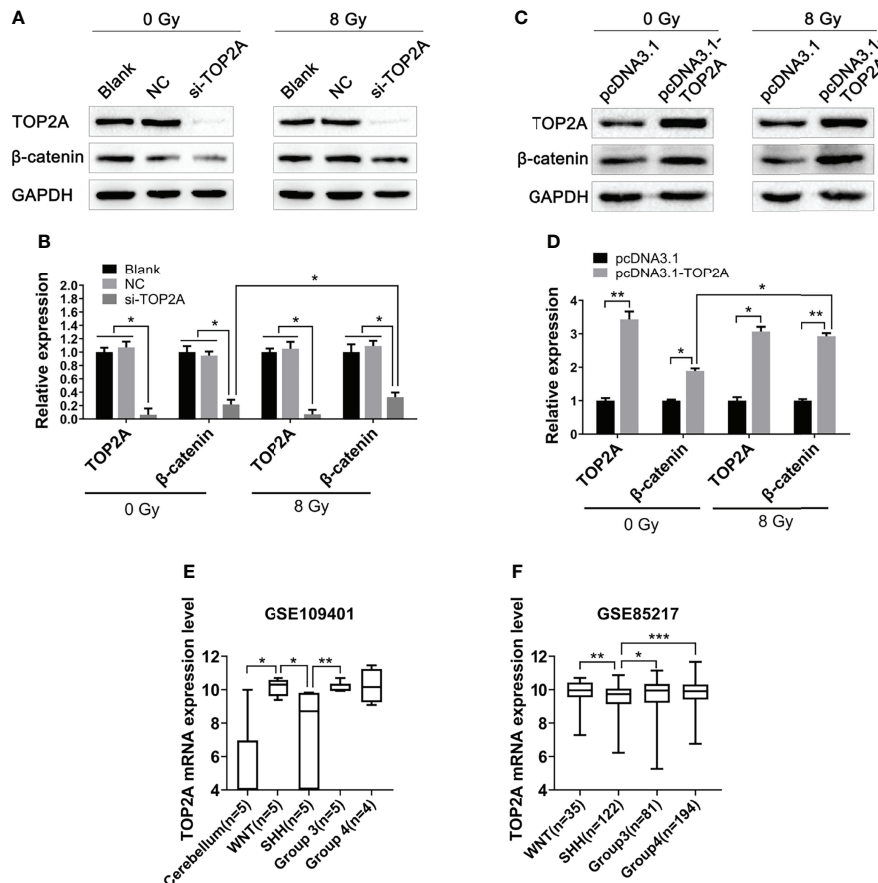 A
0 Gy
8 Gy
Blank
NC
si-TOP2A
Blank
NC
si-TOP2A
TOP2A
β-catenin
GAPDH
B
Blank
NC
si-TOP2A
Relative expression
2.0
1.8
1.6
1.4
1.2
1.0
0.8
0.6
0.4
0.2
0.0
*
*
*
*
*
TOP2A
β-catenin
TOP2A
β-catenin
0 Gy
8 Gy
C
0 Gy
8 Gy
pcDNA3.1
pcDNA3.1-
TOP2A
pcDNA3.1
pcDNA3.1-
TOP2A
TOP2A
β-catenin
GAPDH
D
pcDNA3.1
pcDNA3.1-TOP2A
Relative expression
4
3
2
1
0
**
*
*
*
**
TOP2A
β-catenin
TOP2A
β-catenin
0 Gy
8 Gy
E
GSE109401
TOP2A mRNA expression level
12
10
8
6
4
*
*
**
Cerebellum(n=5)
WNT(n=5)
SHH(n=5)
Group 3(n=5)
Group 4(n=4)
F
GSE85217
TOP2A mRNA expression level
12
10
8
6
4
**
*
***
WNT(n=35)
SHH(n=122)
Group3(n=81)
Group4(n=194)